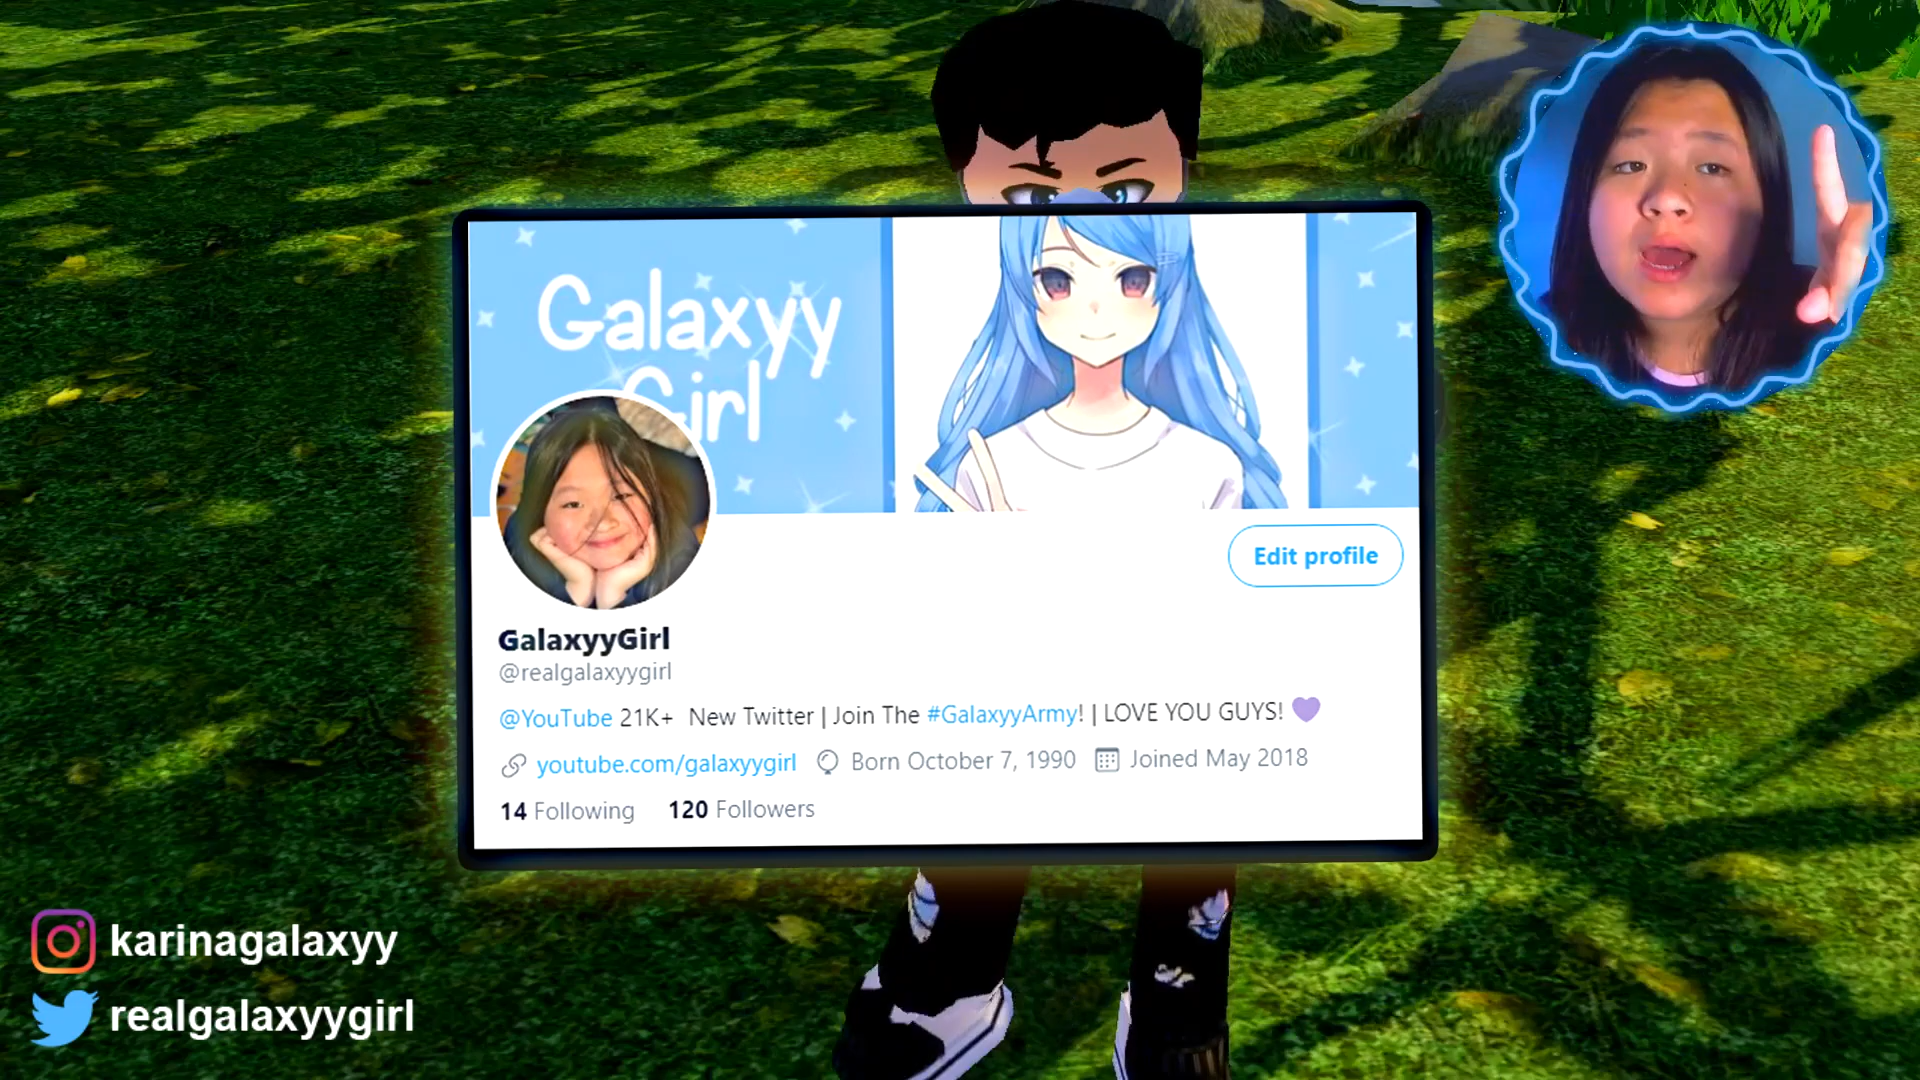 Galaxyy
Girl
Edit profile
GalaxyyGirl
@realgalaxyygirl
@YouTube 21K+ New Twitter | Join The #GalaxyyArmy! | LOVE YOU GUYS! 💜
youtube.com/galaxyygirl Born October 7, 1990 Joined May 2018
14 Following 120 Followers
karinagalaxyy
realgalaxyygirl